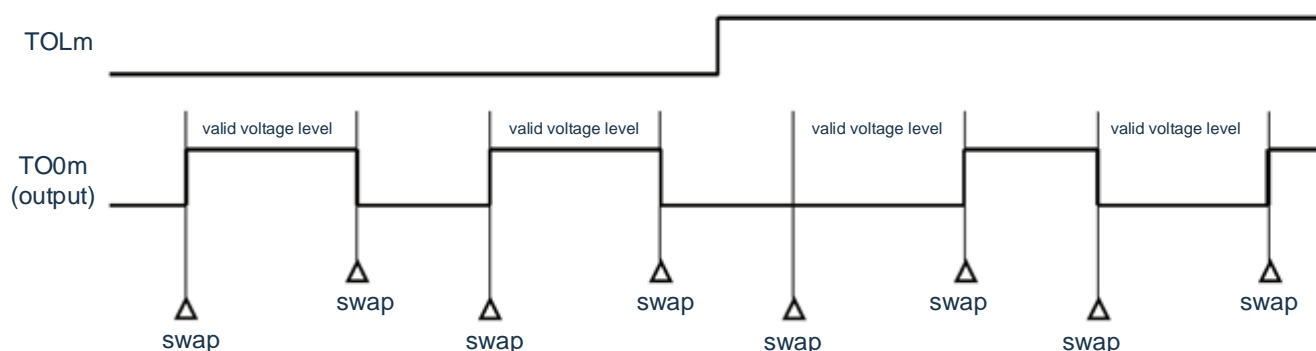 TOLm
valid voltage level valid voltage level valid voltage level valid voltage level
TO0m
(output)
swap swap swap swap
swap swap swap swap